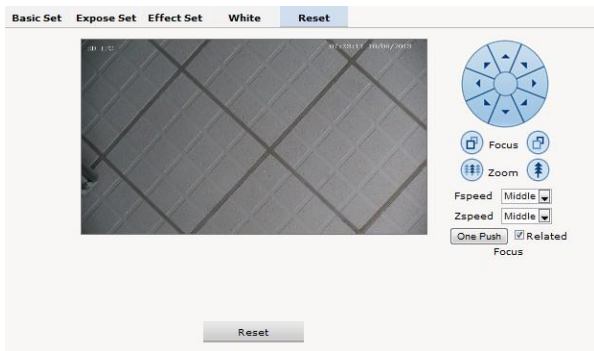 Basic Set Expose Set Effect Set White Reset
Focus
Zoom
Fspeed Middle
Zspeed Middle
One Push Related
Focus
Reset